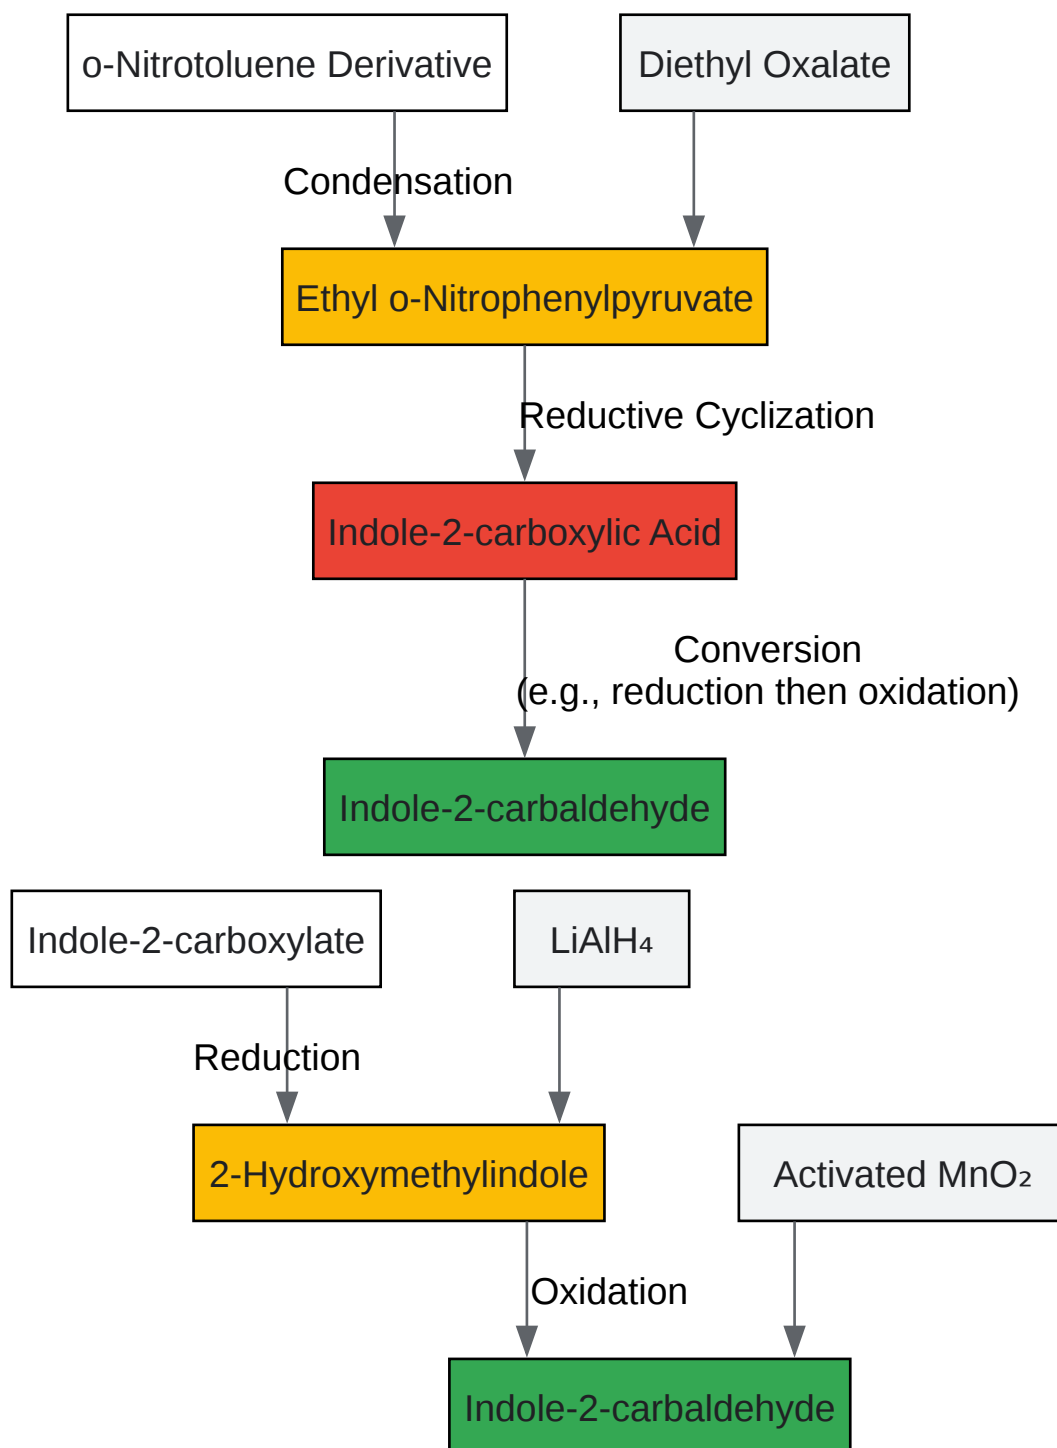 o-Nitrotoluene Derivative
Diethyl Oxalate
Condensation
Ethyl o-Nitrophenylpyruvate
Reductive Cyclization
Indole-2-carboxylic Acid
Conversion
(e.g., reduction then oxidation)
Indole-2-carbaldehyde
Indole-2-carboxylate
LiAlH₄
Reduction
2-Hydroxymethylindole
Activated MnO₂
Oxidation
Indole-2-carbaldehyde